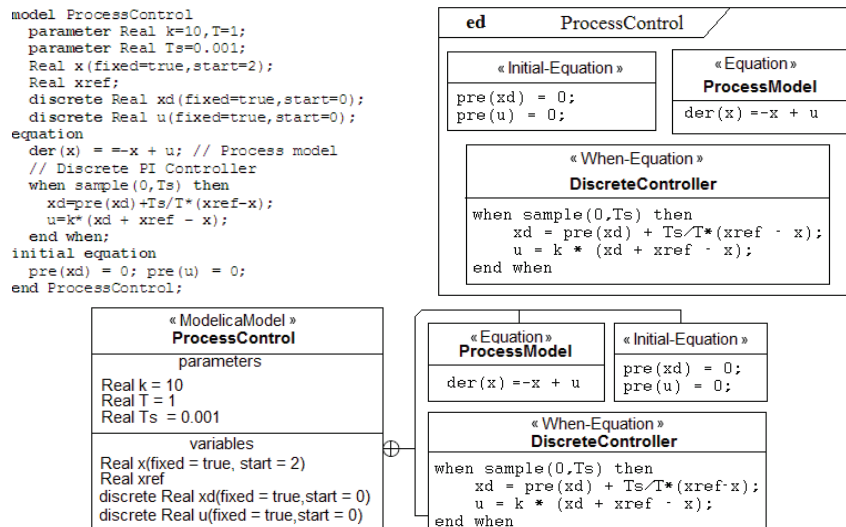 model ProcessControl
parameter Real k=10,T=1;
parameter Real Ts=0.001;
Real x(fixed=true,start=2);
Real xref;
discrete Real xd(fixed=true,start=0);
discrete Real u(fixed=true,start=0);
equation
der(x) = =-x + u; // Process model
// Discrete PI Controller
when sample(0,Ts) then
xd=pre(xd)+Ts/T*(xref-x);
u=k*(xd + xref - x);
end when;
initial equation
pre(xd) = 0; pre(u) = 0;
end ProcessControl;
ed ProcessControl
« Initial-Equation »
pre(xd) = 0;
pre(u) = 0;
« Equation »
ProcessModel
der(x) =-x + u
« When-Equation »
DiscreteController
when sample(0,Ts) then
xd = pre(xd) + Ts/T*(xref - x);
u = k * (xd + xref - x);
end when
« ModelicaModel »
ProcessControl
parameters
Real k = 10
Real T = 1
Real Ts = 0.001
variables
Real x(fixed = true, start = 2)
Real xref
discrete Real xd(fixed = true,start = 0)
discrete Real u(fixed = true,start = 0)
« Equation »
ProcessModel
der(x) =-x + u
« Initial-Equation »
pre(xd) = 0;
pre(u) = 0;
« When-Equation »
DiscreteController
when sample(0,Ts) then
xd = pre(xd) + Ts/T*(xref-x);
u = k * (xd + xref - x);
end when